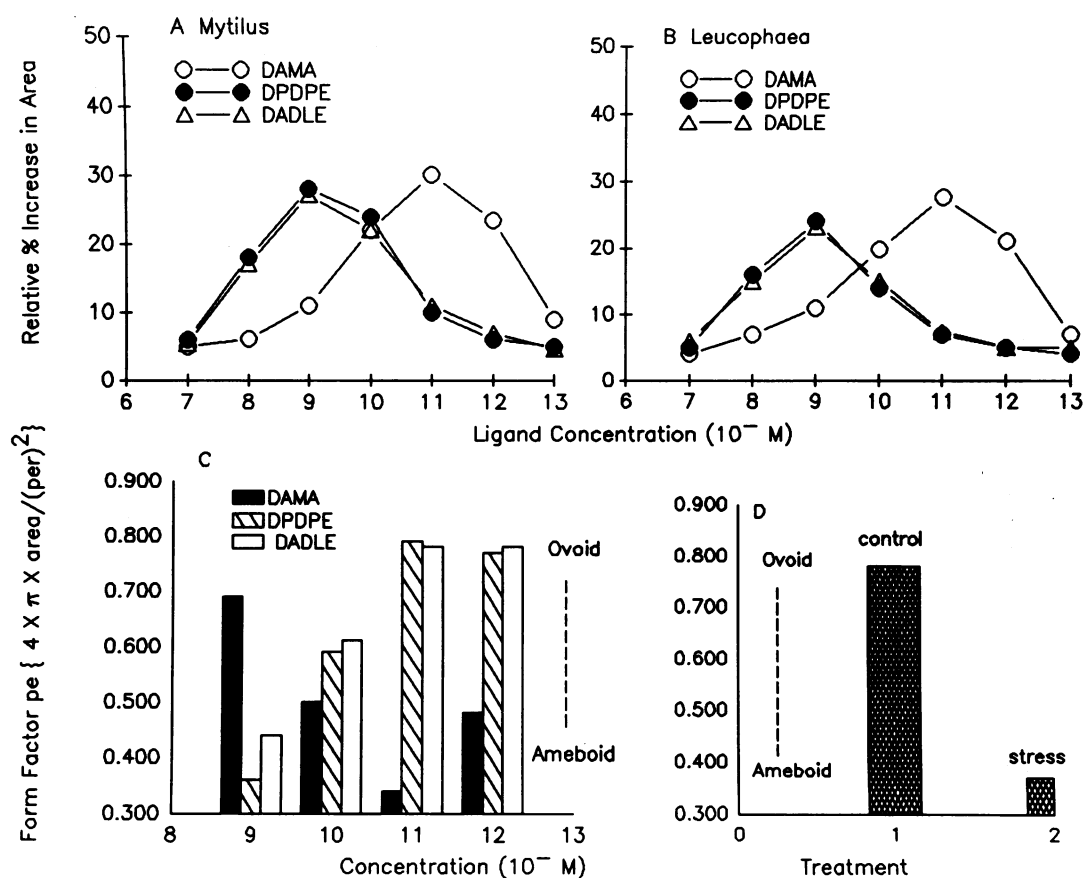 A Mytilus
DAMA
DPDPE
DADLE
50
40
30
20
10
0
6 7 8 9 10 11 12 13
Relative % Increase in Area
B Leucophaea
DAMA
DPDPE
DADLE
50
40
30
20
10
0
6 7 8 9 10 11 12 13
Ligand Concentration (10⁻ M)
C
DAMA
DPDPE
DADLE
0.900
0.800
0.700
0.600
0.500
0.400
0.300
8 9 10 11 12 13
Ovoid
Ameboid
Concentration (10⁻ M)
Form Factor pe { 4 X π X area/(per)²}
D
control
stress
Ovoid
Ameboid
0.900
0.800
0.700
0.600
0.500
0.400
0.300
0 1 2
Treatment